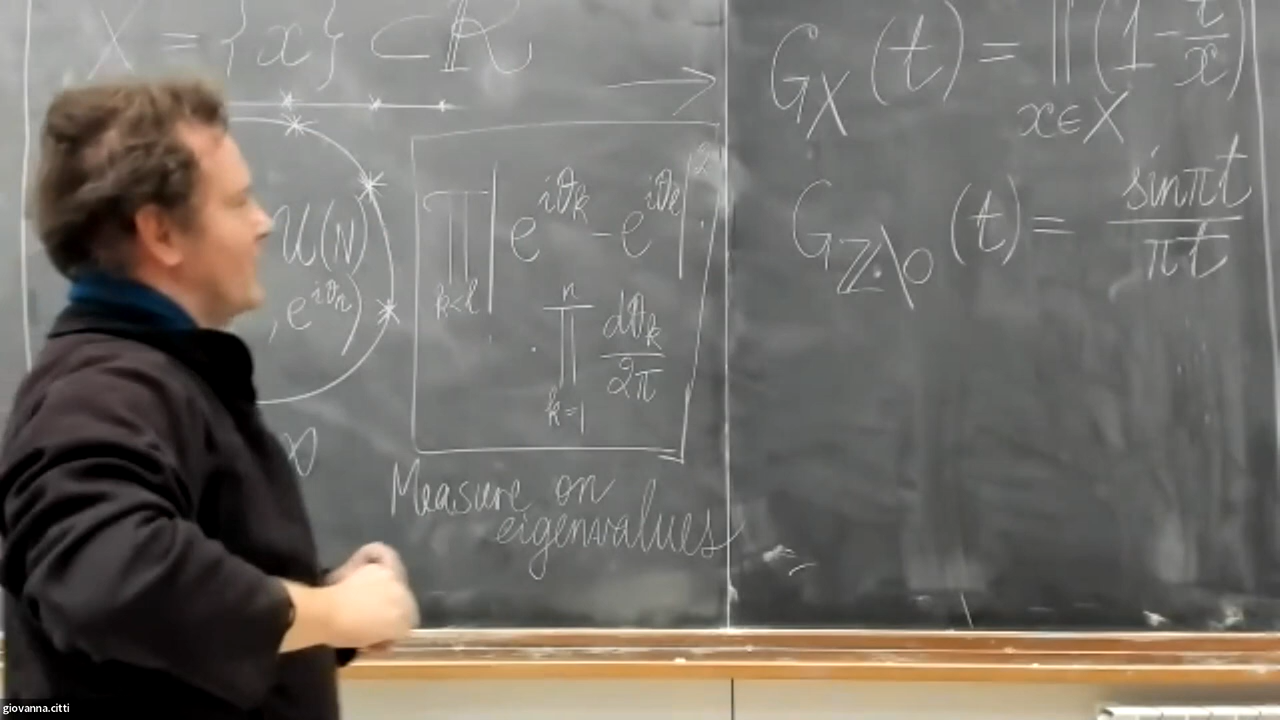 X = {x} ⊂ ℝ
→
U(N)
, e^{iϑ_n})
∞
∏_{k<l} |e^{iϑ_k} - e^{iϑ_l}|^2 ·
· ∏_{k=1}^{n} dϑ_k / 2π
Measure on
eigenvalues
G_X (t) = ∏_{x∈X} (1 - t/x)
G_{ℤ\0} (t) = sin πt / πt
giovanna.citti